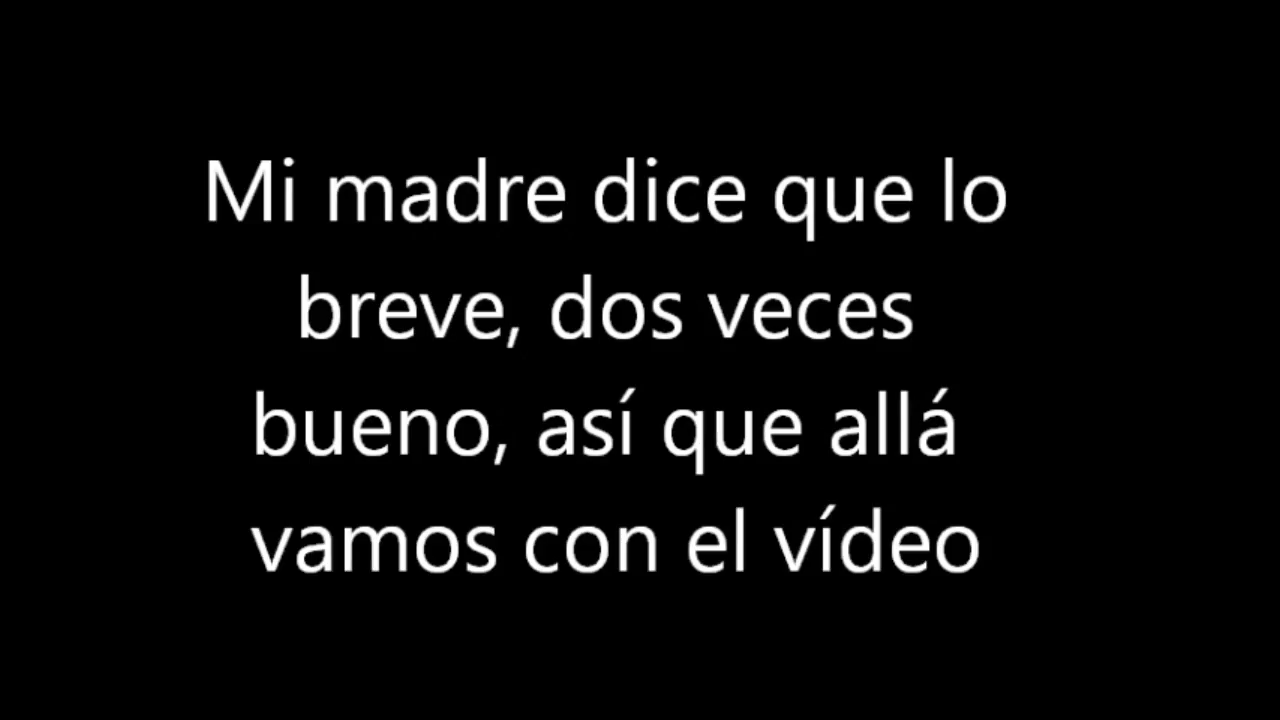 Mi madre dice que lo
breve, dos veces
bueno, así que allá
vamos con el vídeo